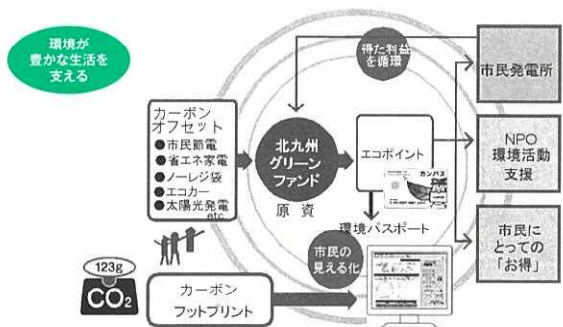 環境が
豊かな生活を
支える
得た利益
を循環
市民発電所
カーボン
オフセット
●市民節電
●省エネ家電
●ノーレジ袋
●エコカー
●太陽光発電
etc.
北九州
グリーン
ファンド
原 資
エコポイント
カンパス
NPO
環境活動
支援
環境パスポート
市民の
見える化
市民に
とっての
「お得」
123g
CO2
カーボン
フットプリント